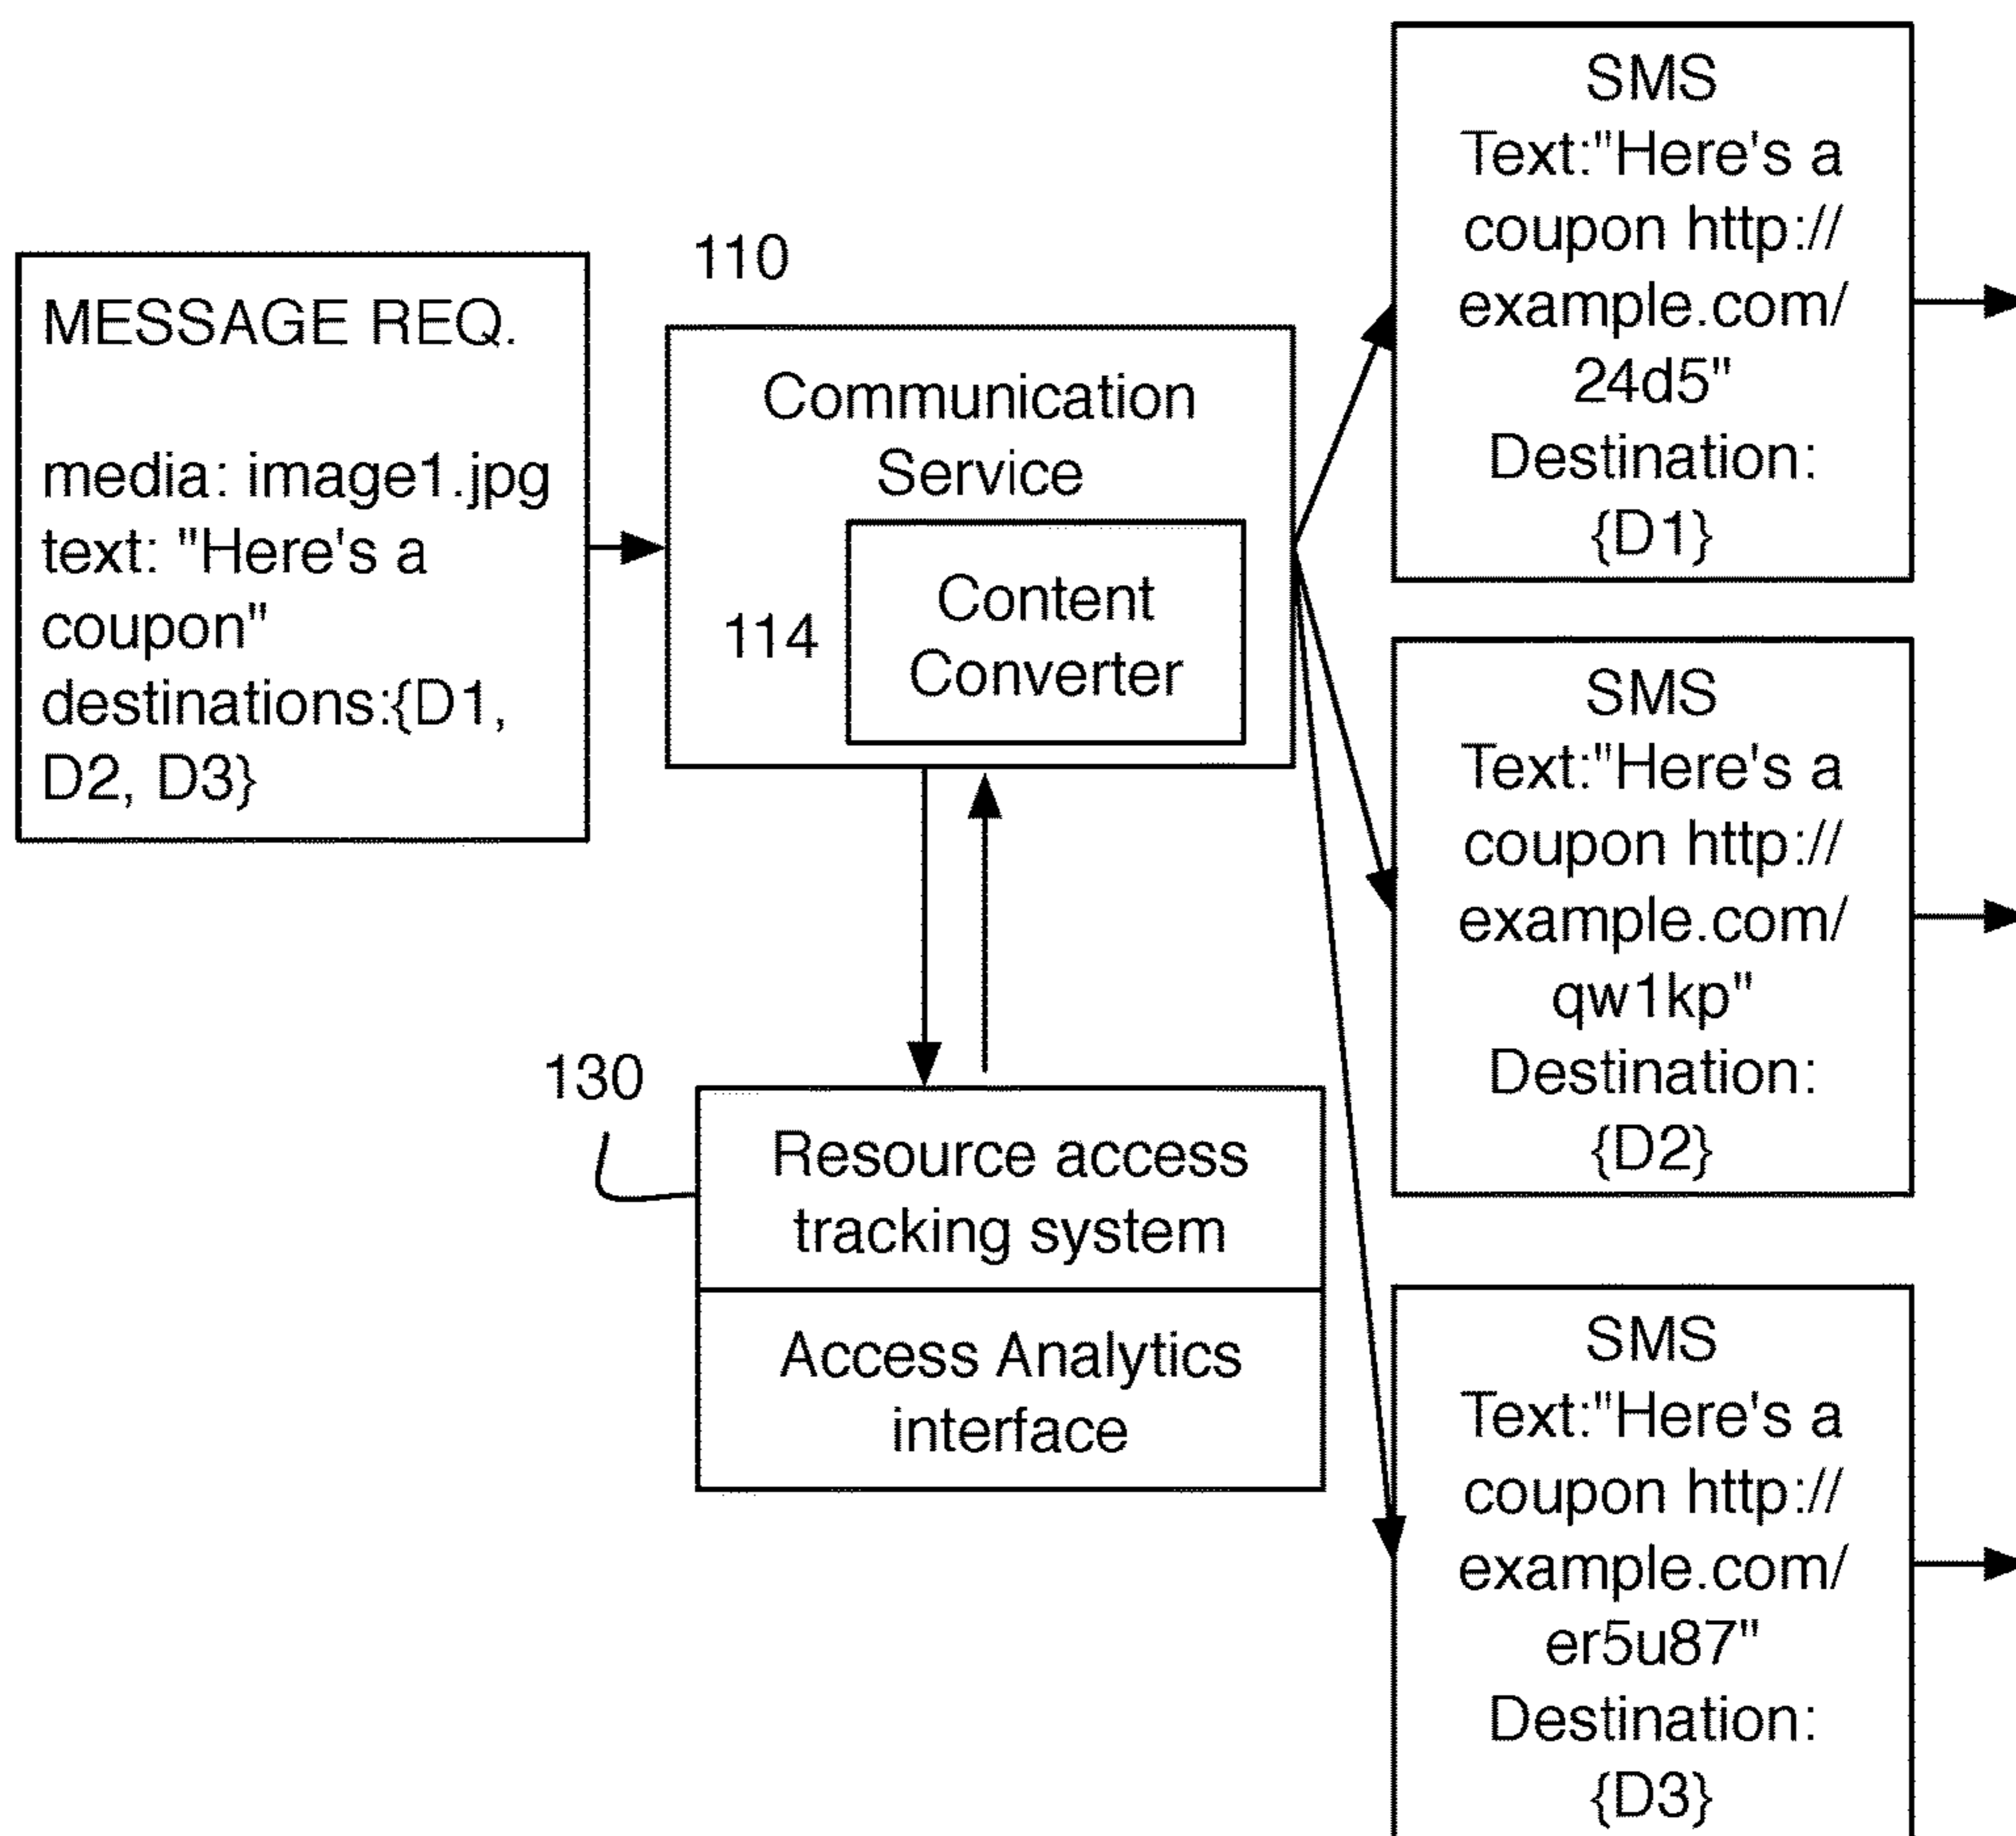 MESSAGE REQ.
media: image1.jpg
text: "Here's a
coupon"
destinations:{D1,
D2, D3}
110
Communication
Service
114
Content
Converter
130
Resource access
tracking system
Access Analytics
interface
SMS
Text:"Here's a
coupon http://
example.com/
24d5"
Destination:
{D1}
SMS
Text:"Here's a
coupon http://
example.com/
qw1kp"
Destination:
{D2}
SMS
Text:"Here's a
coupon http://
example.com/
er5u87"
Destination:
{D3}